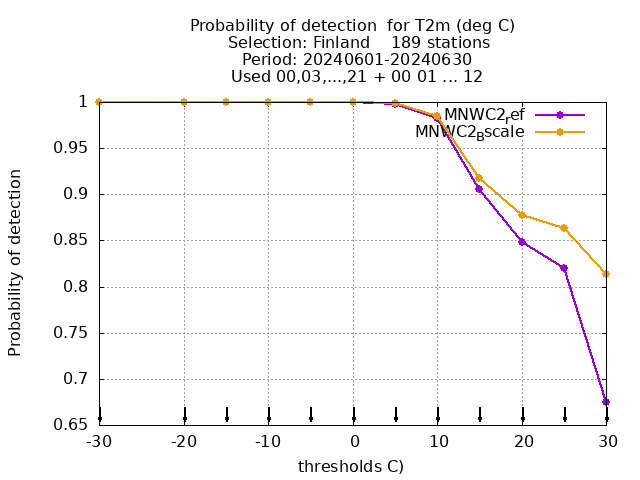 Probability of detection  for T2m (deg C)
Selection: Finland    189 stations
Period: 20240601-20240630
Used 00,03,...,21 + 00 01 ... 12
MNWC2ref
MNWC2Bscale
1
0.95
0.9
0.85
0.8
0.75
0.7
0.65
Probability of detection
-30
-20
-10
0
10
20
30
thresholds C)